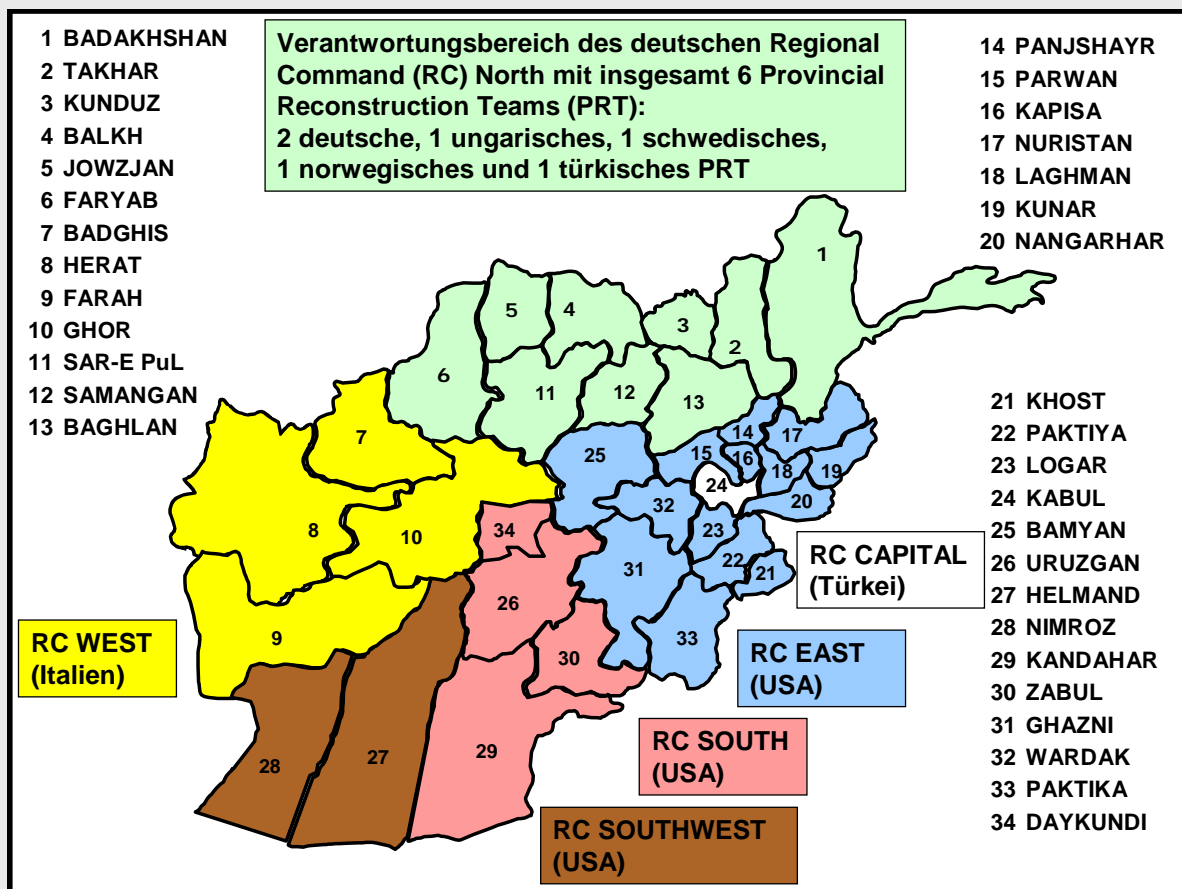 1 BADAKHSHAN
2 TAKHAR
3 KUNDUZ
4 BALKH
5 JOWZJAN
6 FARYAB
7 BADGHIS
8 HERAT
9 FARAH
10 GHOR
11 SAR-E PuL
12 SAMANGAN
13 BAGHLAN
Verantwortungsbereich des deutschen Regional
Command (RC) North mit insgesamt 6 Provincial
Reconstruction Teams (PRT):
2 deutsche, 1 ungarisches, 1 schwedisches,
1 norwegisches und 1 türkisches PRT
14 PANJSHAYR
15 PARWAN
16 KAPISA
17 NURISTAN
18 LAGHMAN
19 KUNAR
20 NANGARHAR
21 KHOST
22 PAKTIYA
23 LOGAR
24 KABUL
25 BAMYAN
26 URUZGAN
27 HELMAND
28 NIMROZ
29 KANDAHAR
30 ZABUL
31 GHAZNI
32 WARDAK
33 PAKTIKA
34 DAYKUNDI
1
5
4
3
2
6
11
12
13
7
25
14
17
15
16
18
19
24
20
8
10
34
32
23
22
21
31
26
9
33
30
28
27
29
RC CAPITAL
(Türkei)
RC WEST
(Italien)
RC EAST
(USA)
RC SOUTH
(USA)
RC SOUTHWEST
(USA)